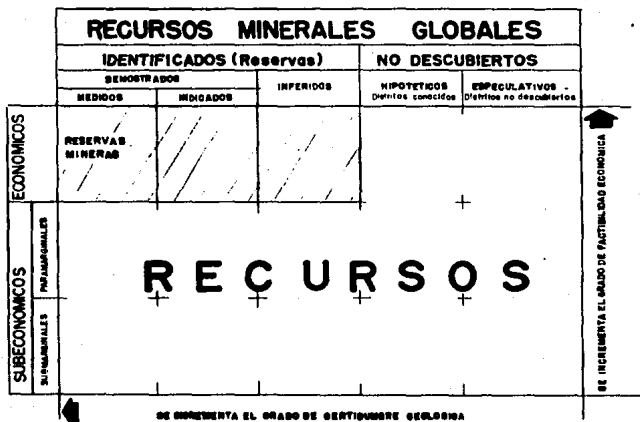 RECURSOS MINERALES GLOBALES
IDENTIFICADOS (Reservas)
NO DESCUBIERTOS
DEMOSTRADOS
INFERIDOS
HIPOTETICOS
Distritos conocidos
ESPECULATIVOS -
Distritos no descubiertos
MEDIDOS
INDICADOS
ECONOMICOS
RESERVAS
MINERAS
SUBECONOMICOS
PARAMARGINALES
SUBMARGINALES
RECURSOS
SE INCREMENTA EL GRADO DE FACTIBILIDAD ECONOMICA
SE INCREMENTA EL GRADO DE CERTIDUMBRE GEOLOGICA